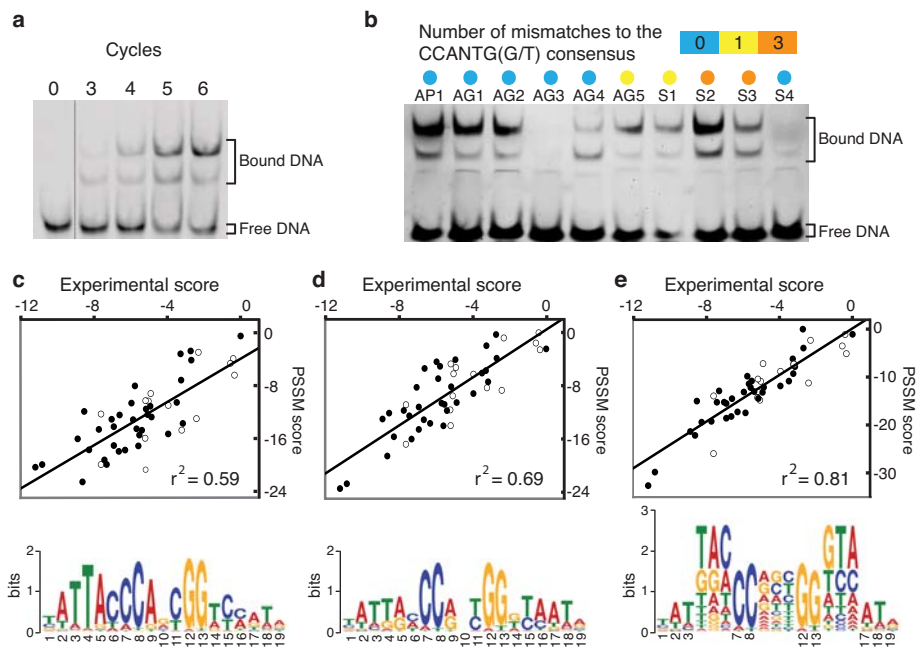 a
Cycles
0 3 4 5 6
Bound DNA
Free DNA
b
Number of mismatches to the
CCANTG(G/T) consensus
0 1 3
AP1 AG1 AG2 AG3 AG4 AG5 S1 S2 S3 S4
Bound DNA
Free DNA
c
Experimental score
-12 -8 -4 0
0
-8
-16
-24
PSSM score
r2 = 0.59
d
Experimental score
-12 -8 -4 0
0
-8
-16
-24
PSSM score
r2 = 0.69
e
Experimental score
-12 -8 -4 0
0
-10
-20
-30
PSSM score
r2 = 0.81
2
1
0
bits
1 2 3 4 5 6 7 8 9 10 11 12 13 14 15 16 17 18 19
2
1
0
bits
1 2 3 4 5 6 7 8 9 10 11 12 13 14 15 16 17 18 19
3
2
1
0
bits
TAC
GTA
1 2 3 7 8 12 13 17 18 19